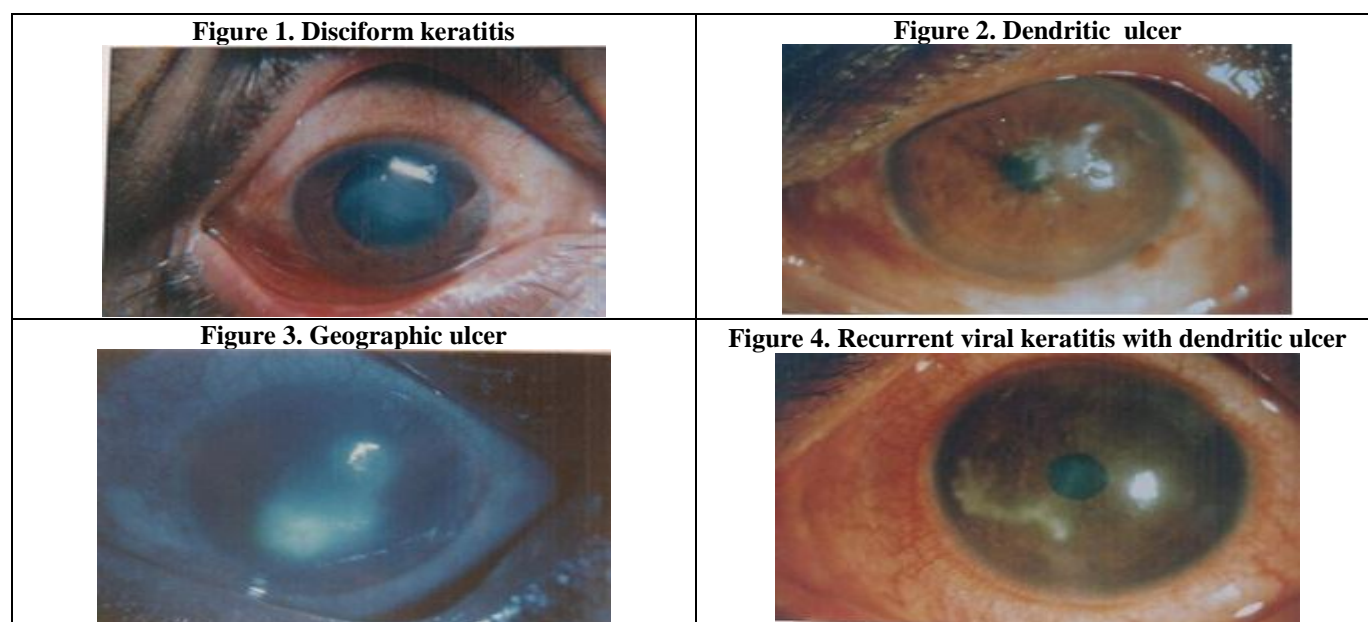 Figure 1. Disciform keratitis
Figure 2. Dendritic ulcer
Figure 3. Geographic ulcer
Figure 4. Recurrent viral keratitis with dendritic ulcer